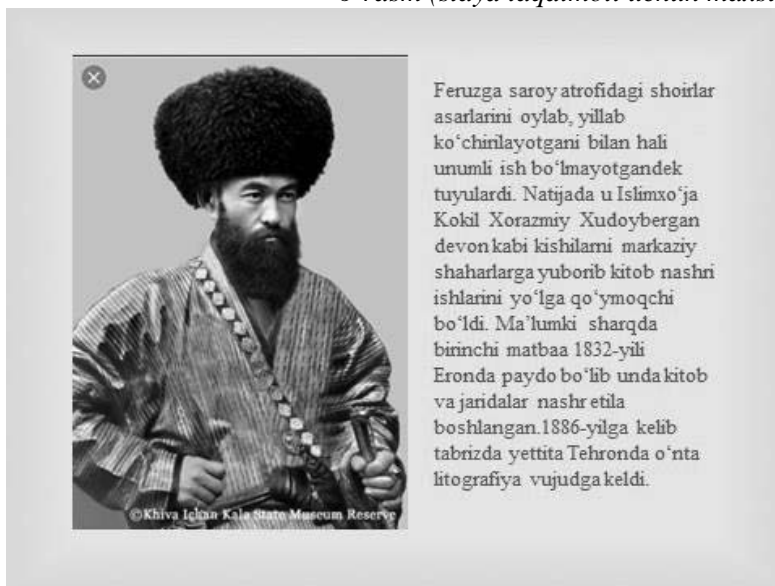 Feruzga saroy atrofidagi shoirlar
asarlarini oylab, yillab
ko‘chirilayotgani bilan hali
unumli ish bo‘lmayotgandek
tuyulardi. Natijada u Islimxo‘ja
Kokil Xorazmiy Xudoybergan
devon kabi kishilarni markaziy
shaharlarga yuborib kitob nashri
ishlarini yo‘lga qo‘ymoqchi
bo‘ldi. Ma’lumki sharqda
birinchi matbaa 1832-yili
Eronda paydo bo‘lib unda kitob
va jaridalar nashr etila
boshlangan.1886-yilga kelib
tabrizda yettita Tehronda o‘nta
litografiya vujudga keldi.
©Khiva Ichan Kala State Museum Reserve